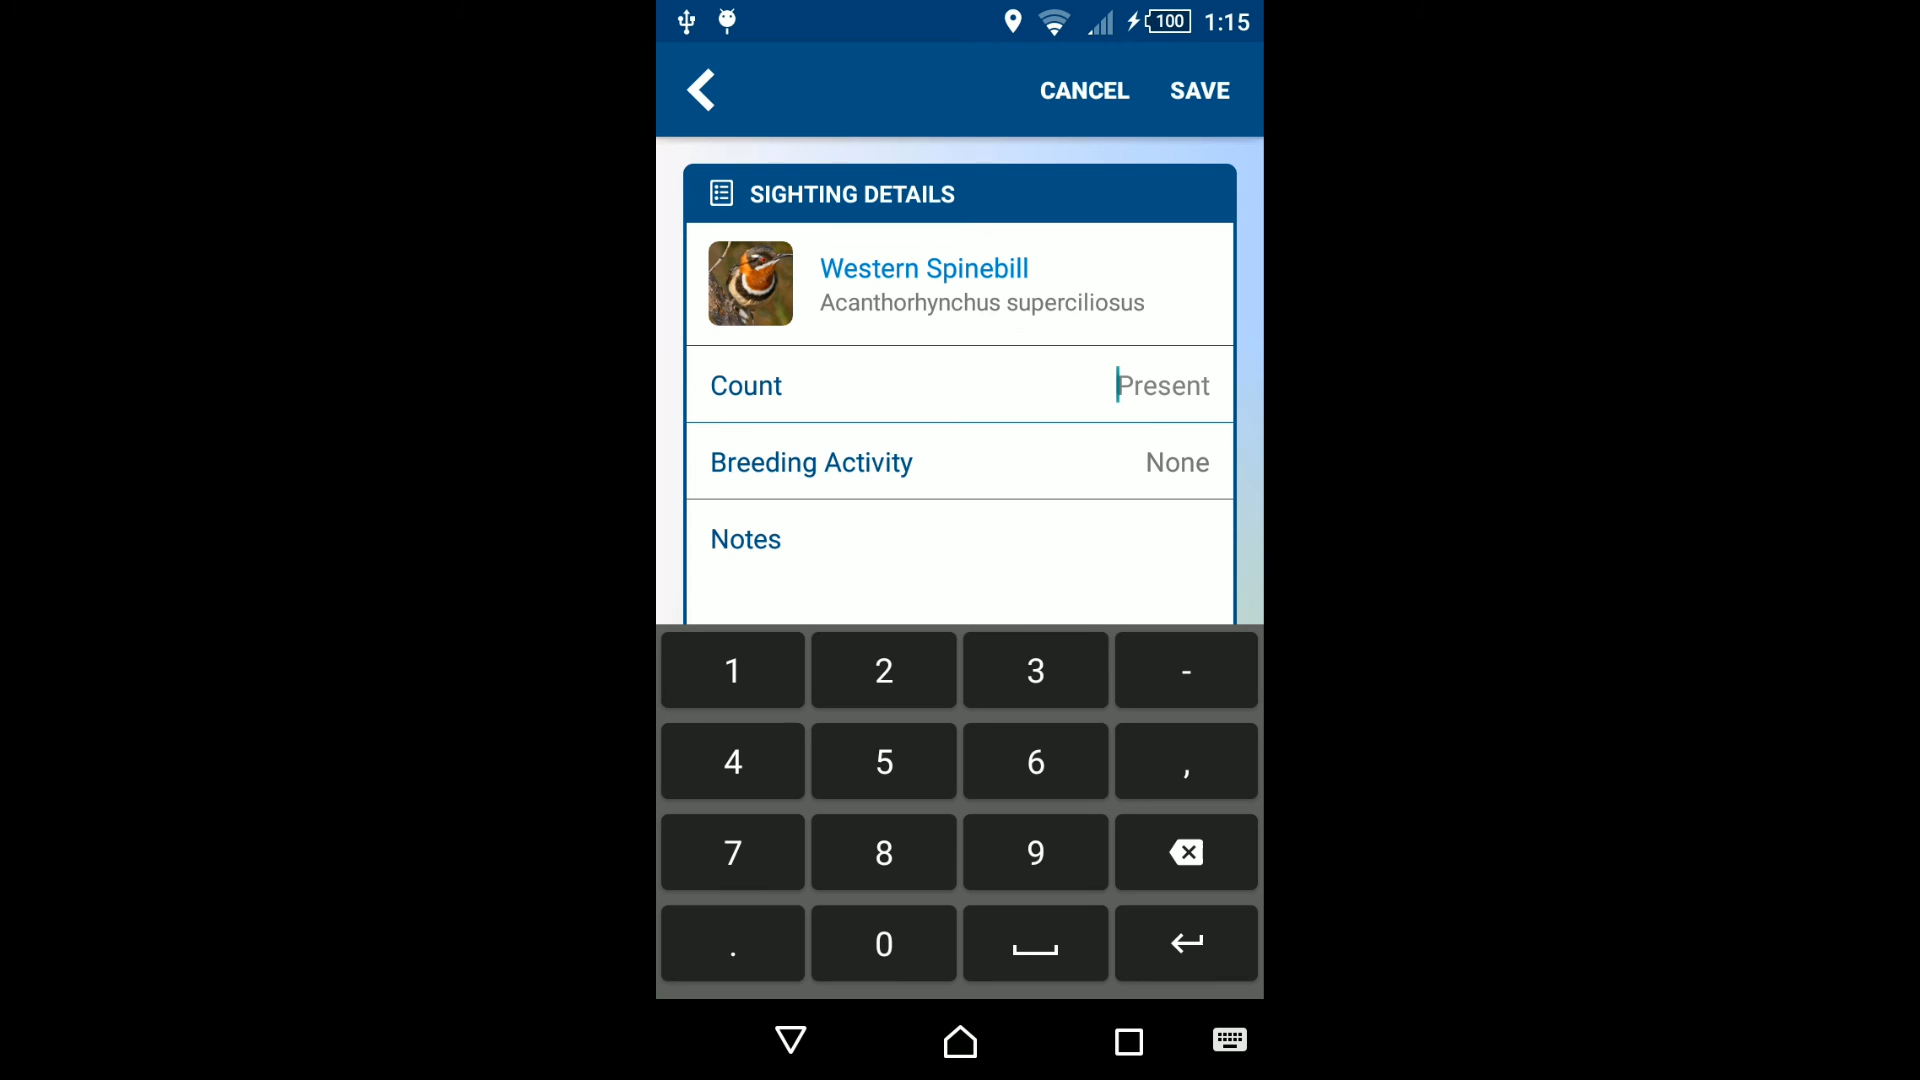 100 1:15
CANCEL SAVE
SIGHTING DETAILS
Western Spinebill
Acanthorhynchus superciliosus
Count Present
Breeding Activity None
Notes
1 2 3 -
4 5 6 ,
7 8 9
. 0